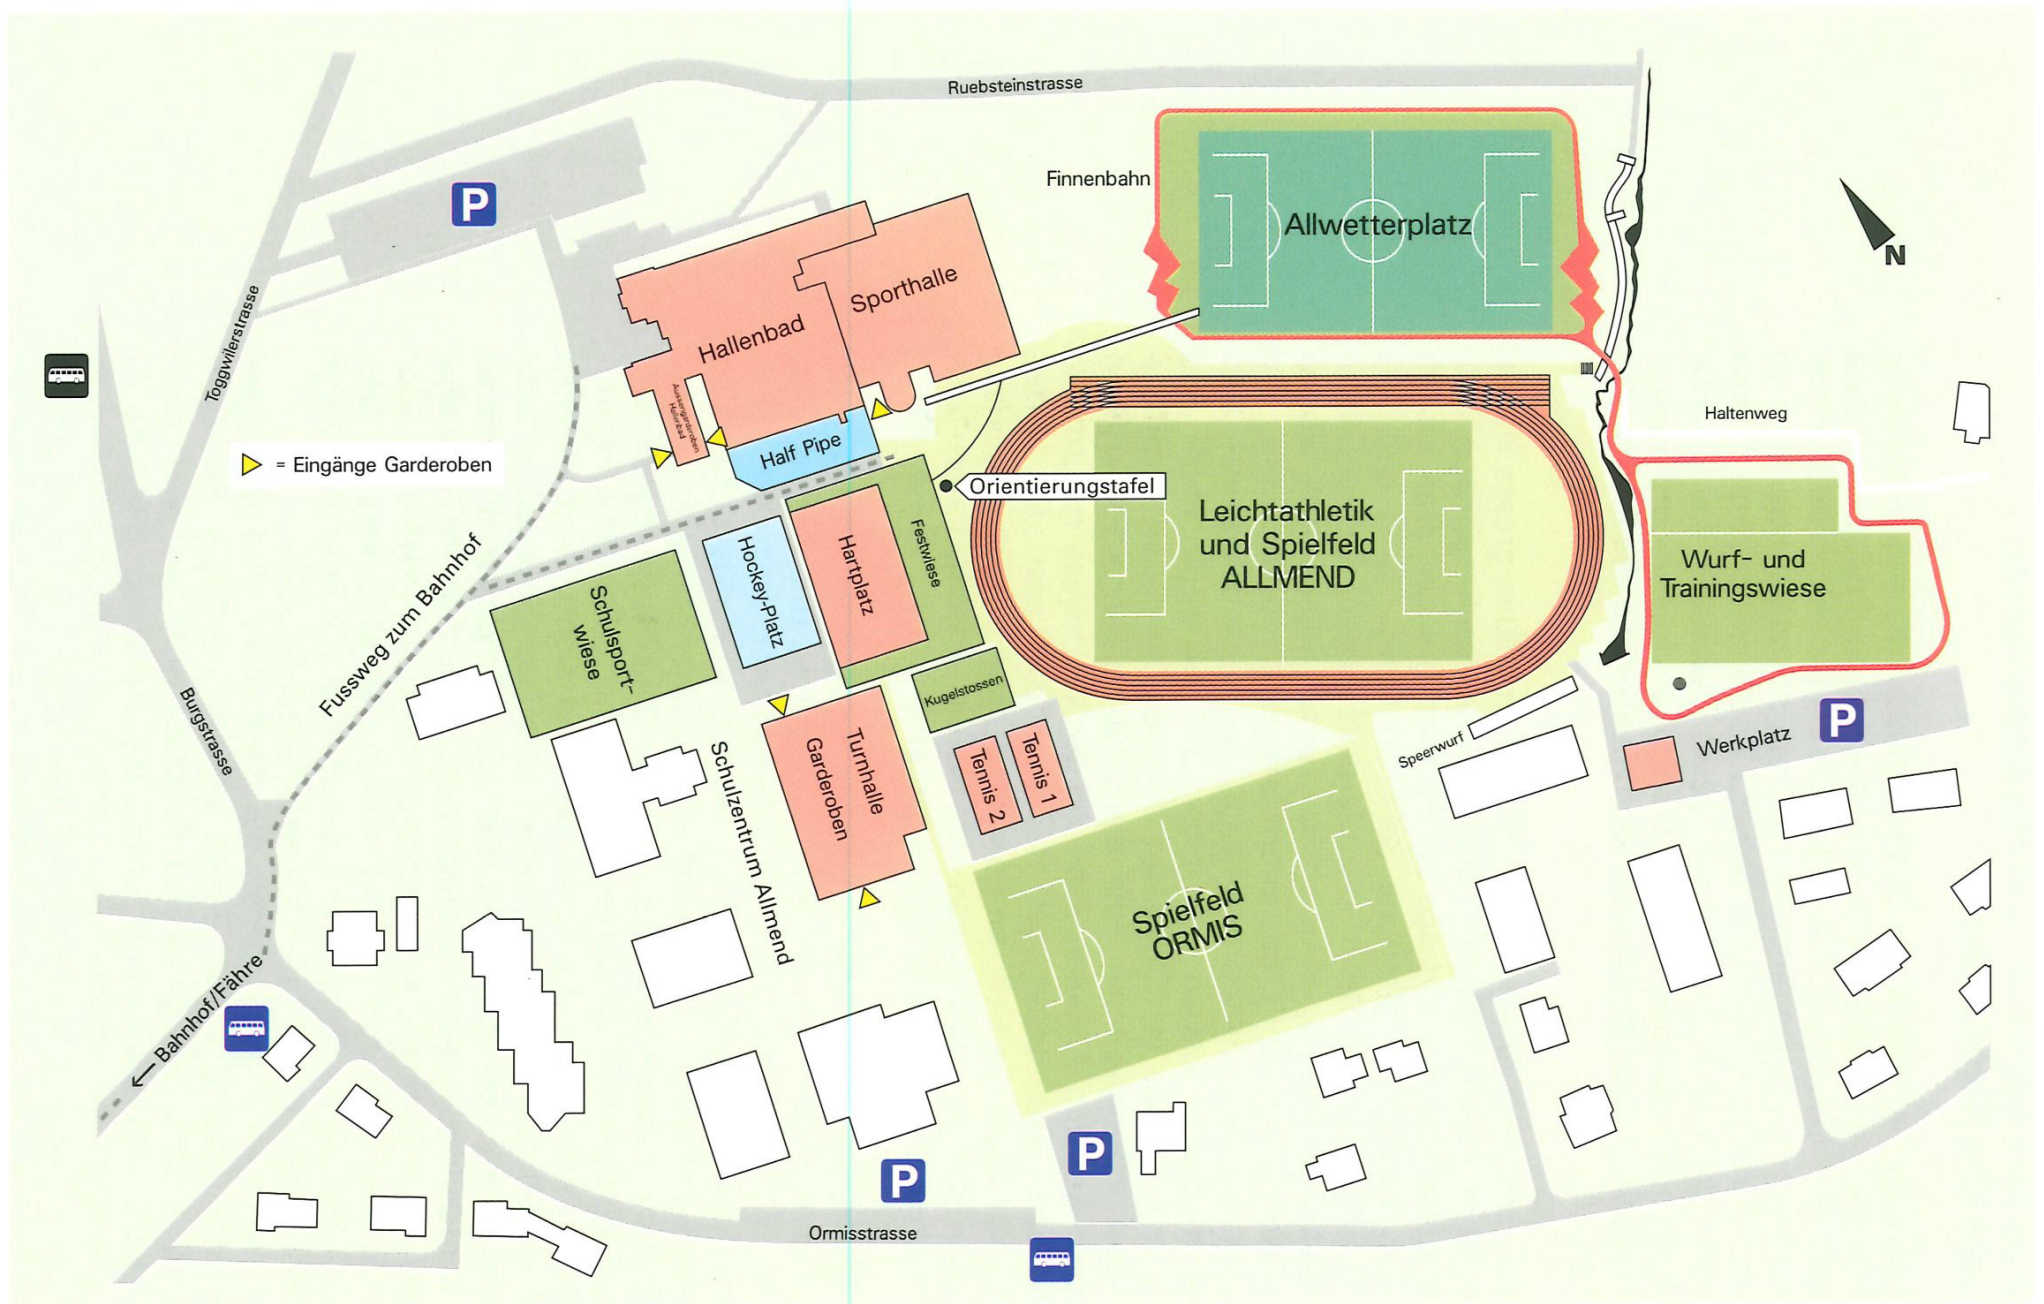 Ruebsteinstrasse
P
Finnenbahn
Allwetterplatz
N
Sporthalle
Hallenbad
Toggwilerstrasse
Aussengarderoben
Hallenbad
Haltenweg
Half Pipe
= Eingänge Garderoben
Orientierungstafel
Leichtathletik
und Spielfeld
ALLMEND
Festwiese
Hartplatz
Hockey-Platz
Wurf- und
Trainingswiese
Schulsport-
wiese
Fussweg zum Bahnhof
Kugelstossen
Burgstrasse
Turnhalle
Garderoben
Tennis 1
Tennis 2
Speerwurf
Werkplatz
P
Schulzentrum Allmend
Spielfeld
ORMIS
← Bahnhof/Fähre
P
P
Ormisstrasse